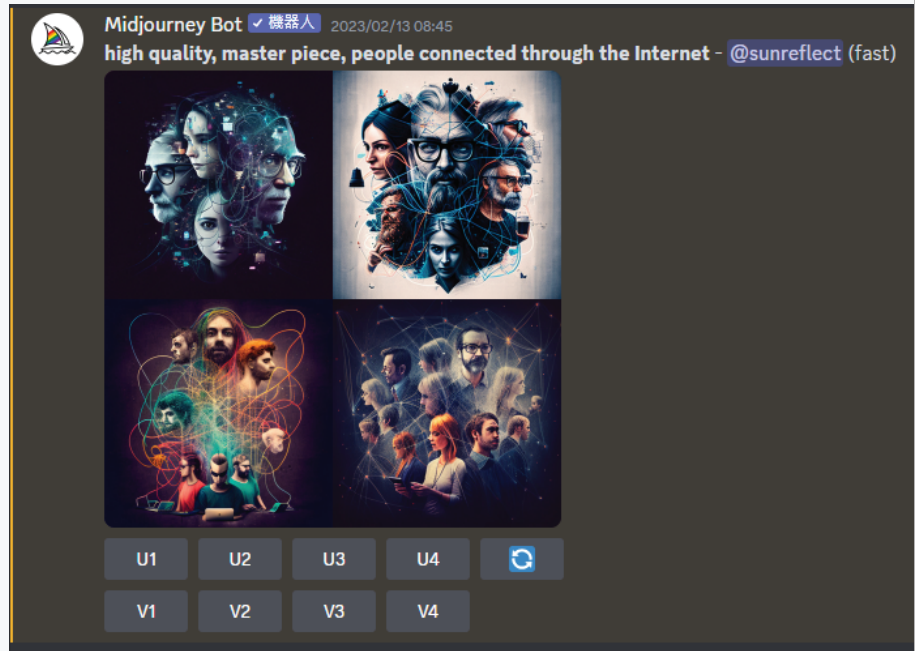 Midjourney Bot ✓ 機器人 2023/02/13 08:45
high quality, master piece, people connected through the Internet - @sunreflect (fast)
U1 U2 U3 U4
V1 V2 V3 V4